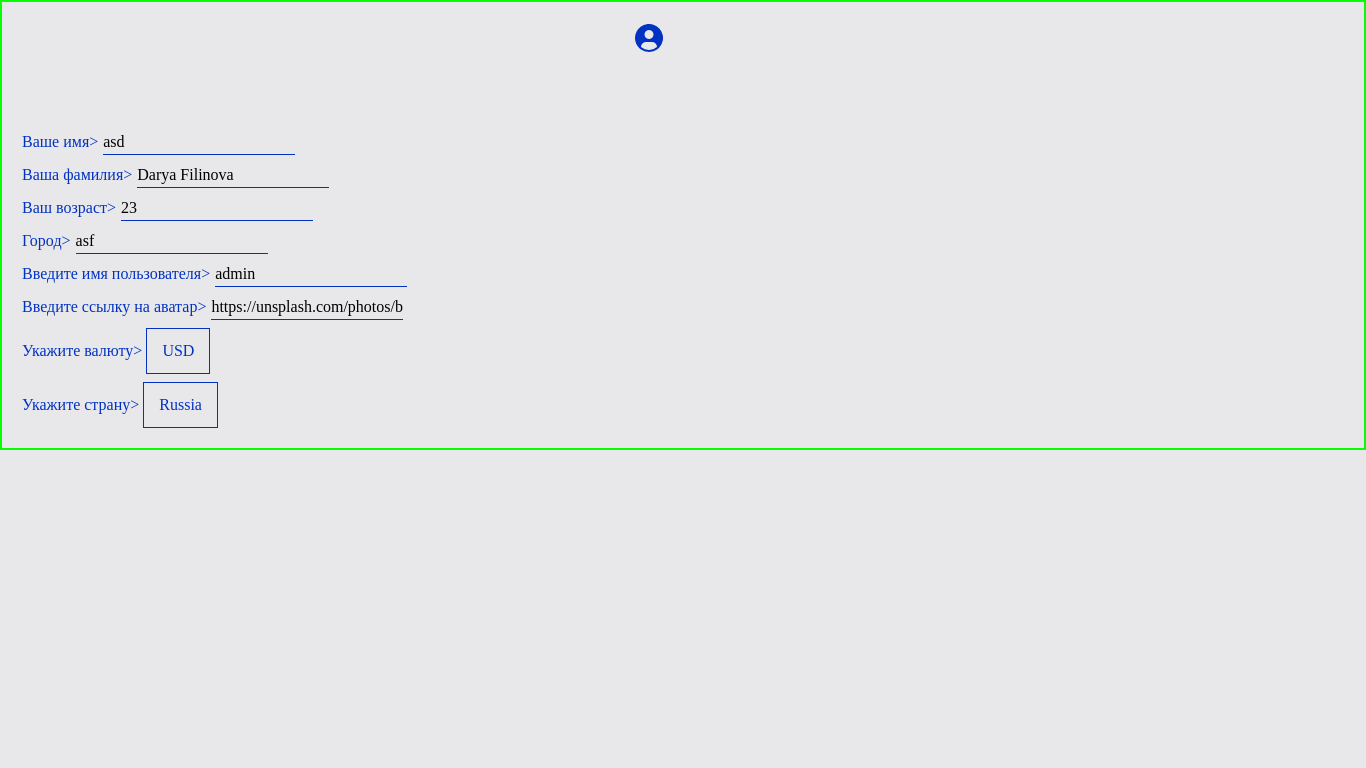 Ваше имя> asd
Ваша фамилия> Darya Filinova
Ваш возраст> 23
Город> asf
Введите имя пользователя> admin
Введите ссылку на аватар> https://unsplash.com/photos/b
Укажите валюту> USD
Укажите страну> Russia